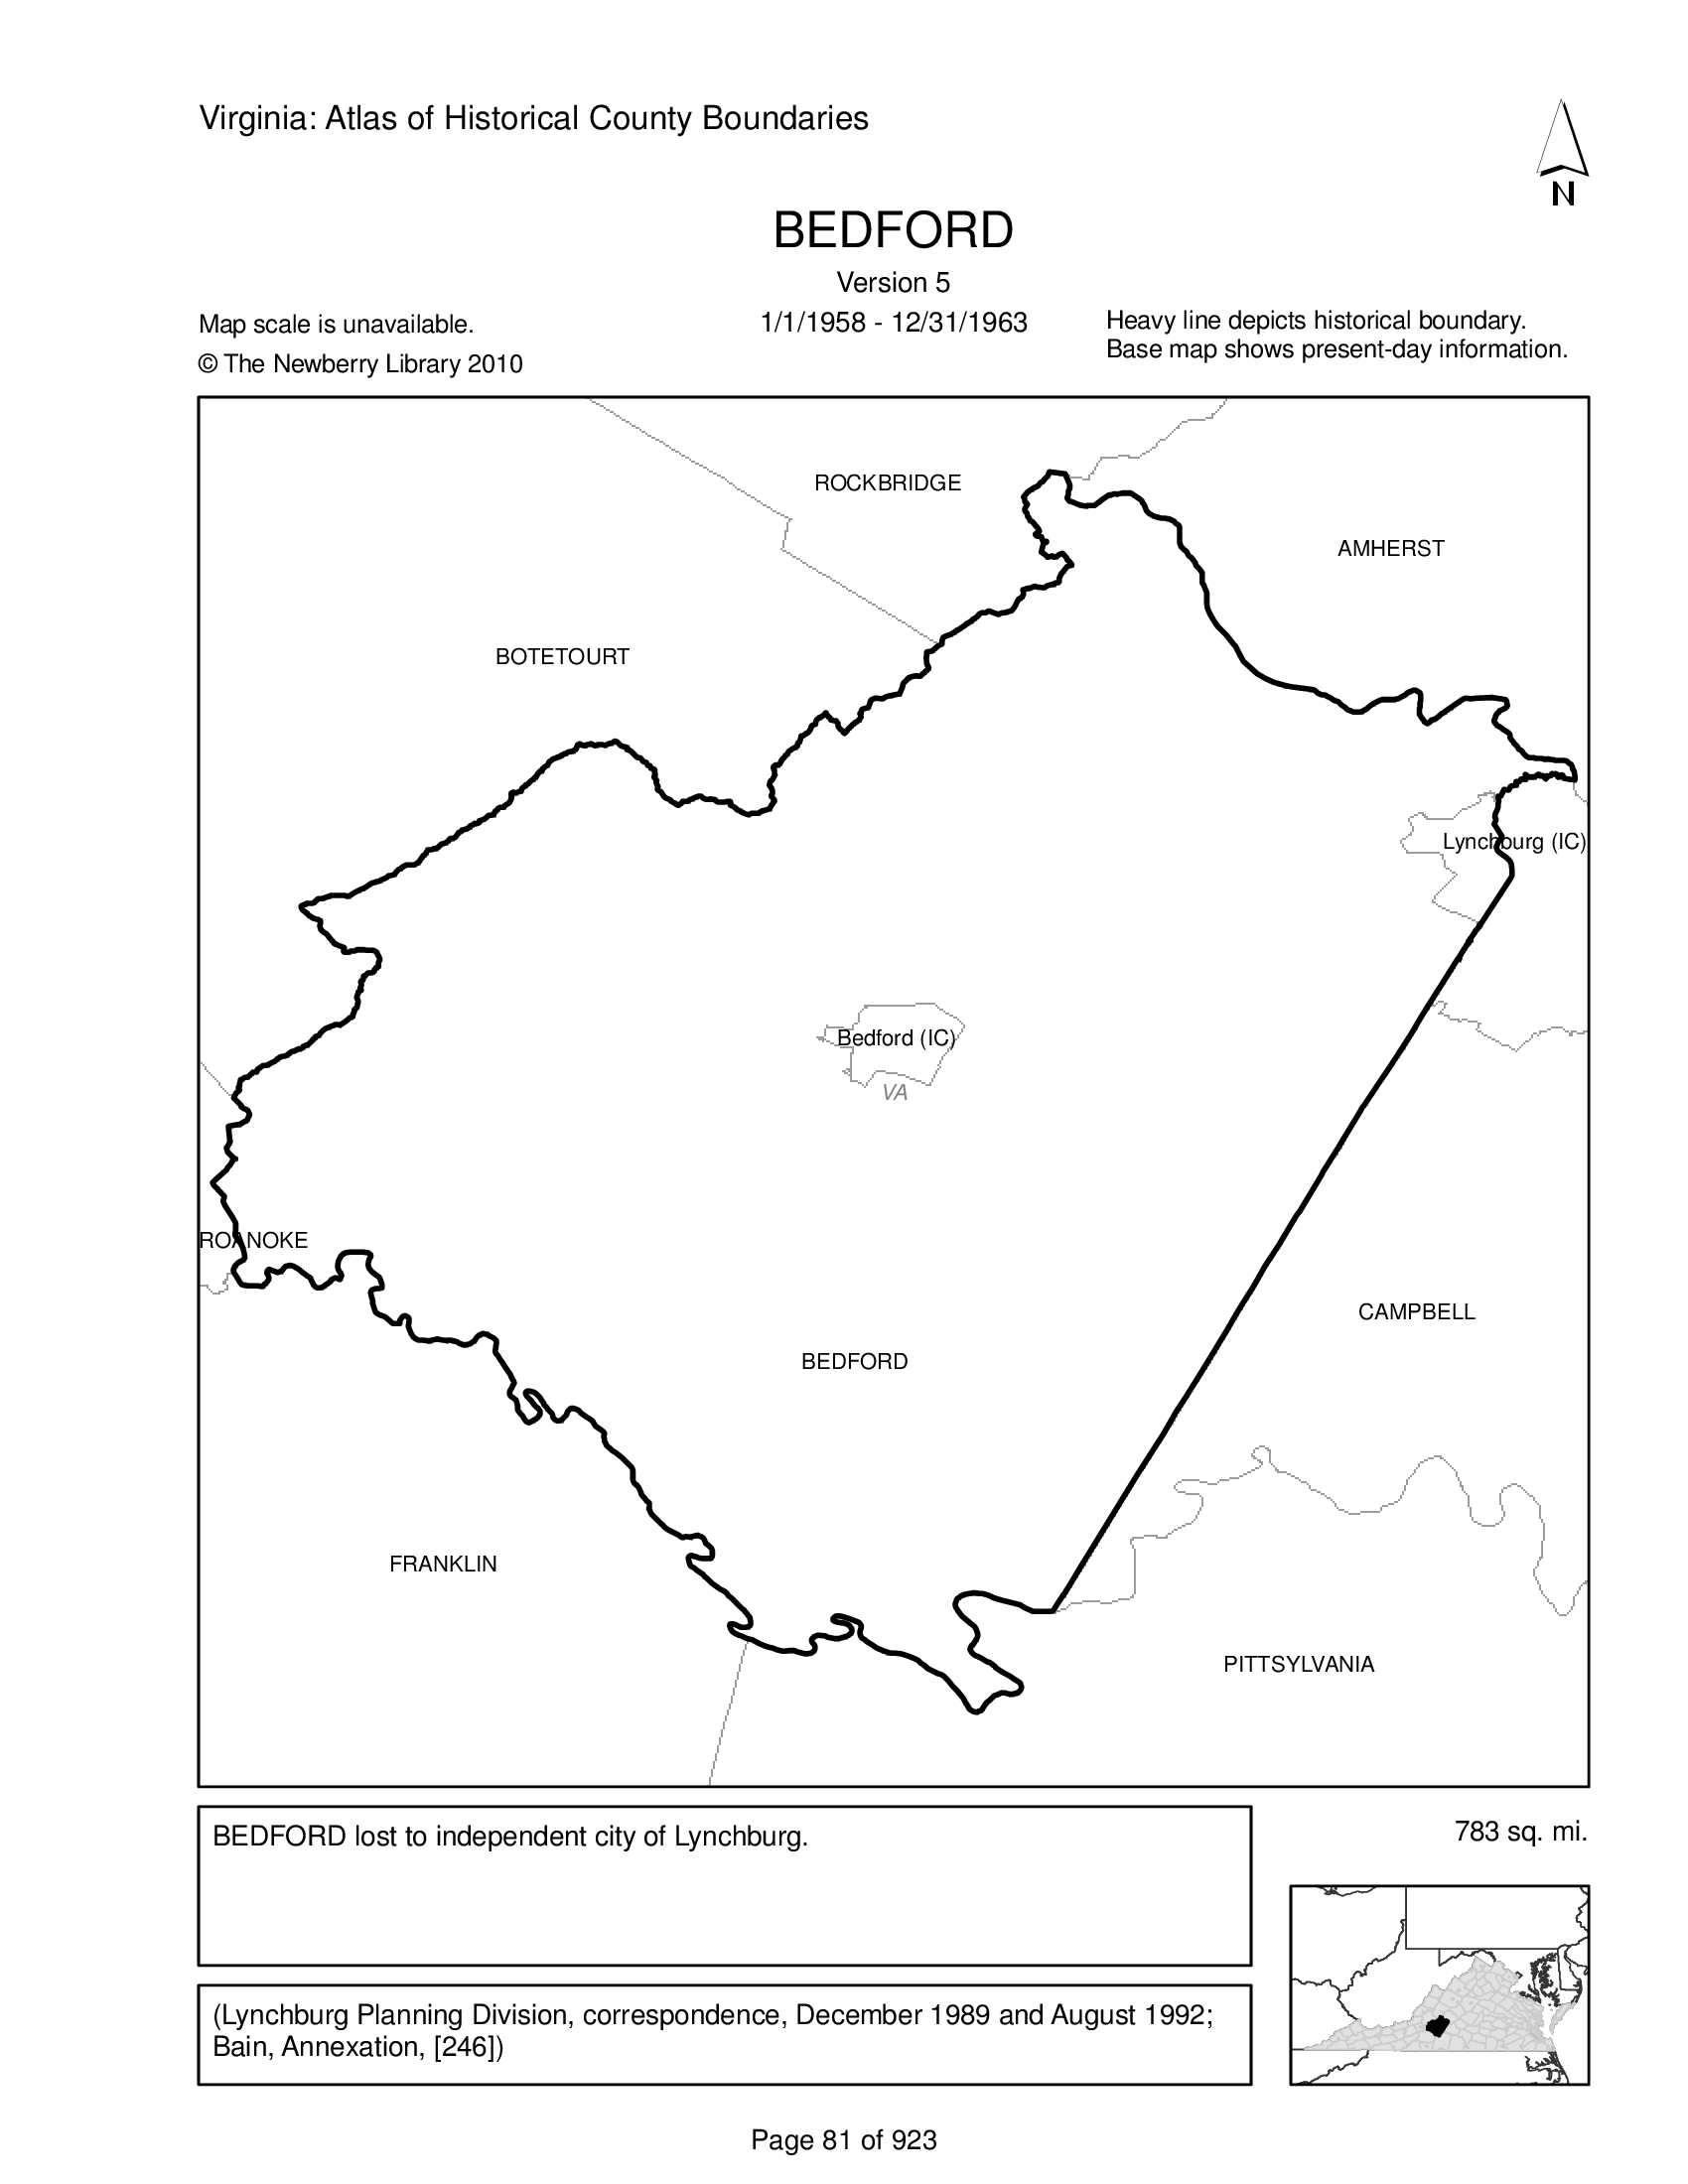 Virginia: Atlas of Historical County Boundaries
N
BEDFORD
Version 5
1/1/1958 - 12/31/1963
Map scale is unavailable.
© The Newberry Library 2010
Heavy line depicts historical boundary.
Base map shows present-day information.
ROCKBRIDGE
AMHERST
BOTETOURT
Lynchburg (IC)
Bedford (IC)
VA
ROANOKE
CAMPBELL
BEDFORD
FRANKLIN
PITTSYLVANIA
BEDFORD lost to independent city of Lynchburg.
783 sq. mi.
(Lynchburg Planning Division, correspondence, December 1989 and August 1992;
Bain, Annexation, [246])
Page 81 of 923